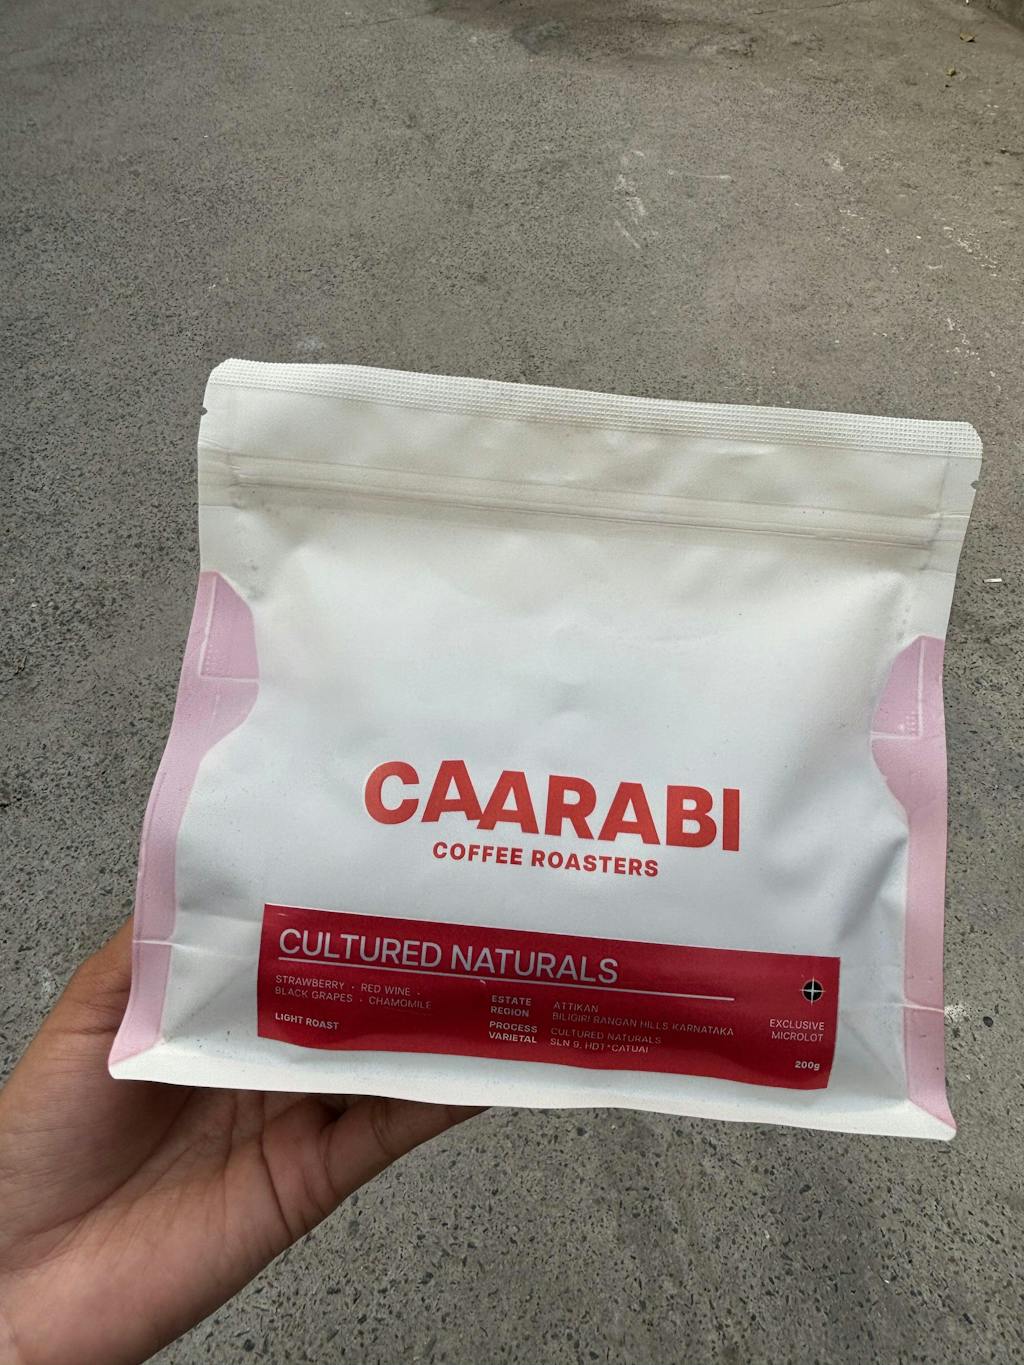 CAARABI
COFFEE ROASTERS
CULTURED NATURALS
STRAWBERRY · RED WINE ·
BLACK GRAPES · CHAMOMILE
LIGHT ROAST
ESTATE ATTIKAN
REGION BILIGIRI RANGAN HILLS KARNATAKA
PROCESS CULTURED NATURALS
VARIETAL SLN 9, HDT*CATUAI
EXCLUSIVE
MICROLOT
200g